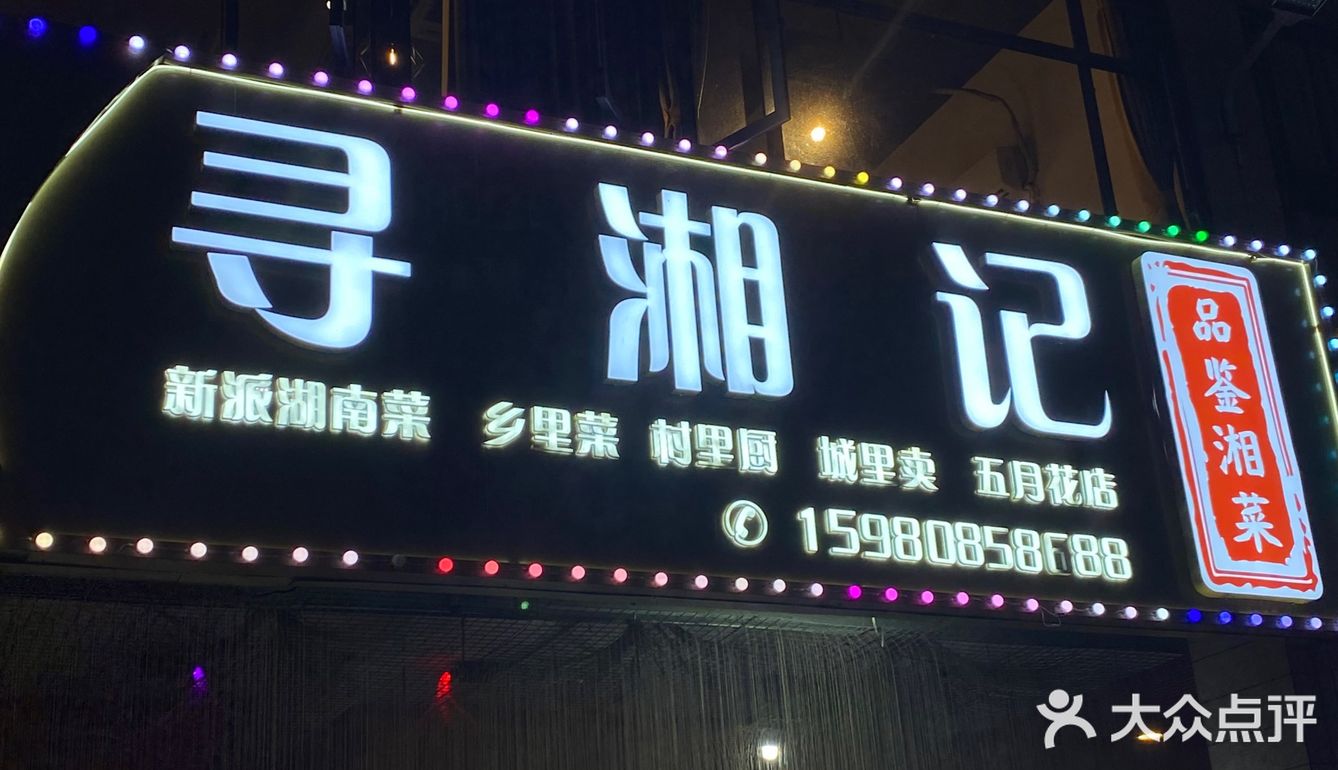 寻湘记
品鉴湘菜
新派湖南菜 乡里菜 村里厨 城里卖 五月花店
15980858688
大众点评